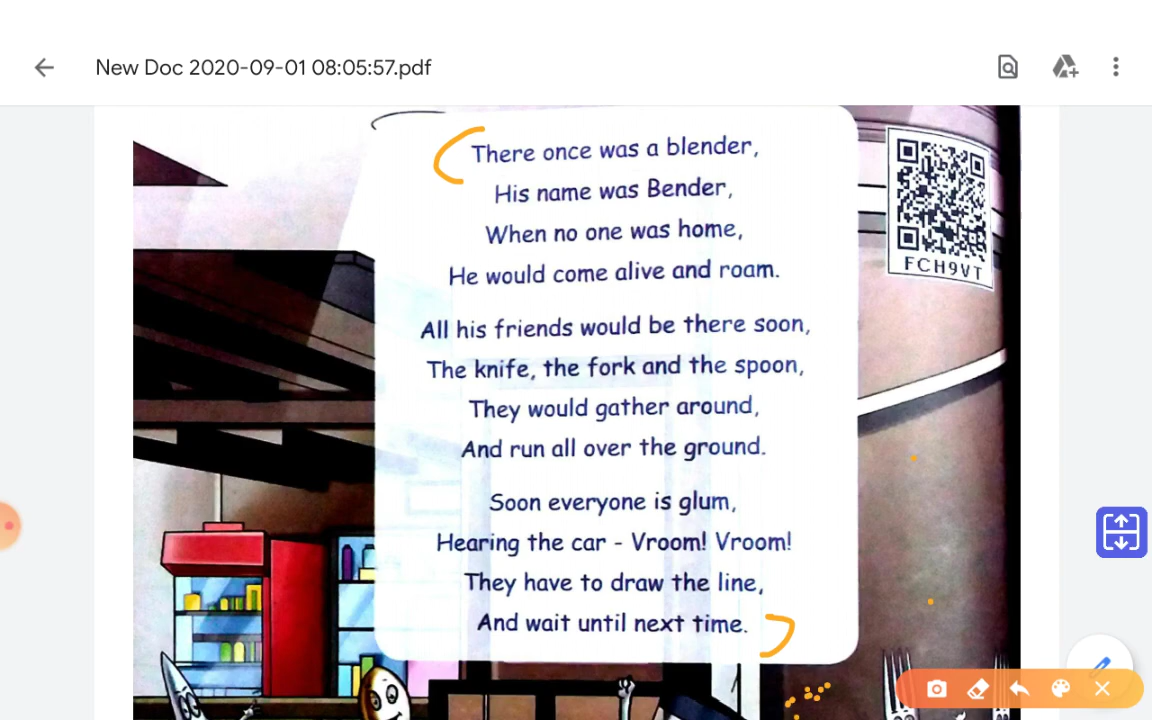 New Doc 2020-09-01 08:05:57.pdf
There once was a blender,
His name was Bender,
When no one was home,
He would come alive and roam.
All his friends would be there soon,
The knife, the fork and the spoon,
They would gather around,
And run all over the ground.
Soon everyone is glum,
Hearing the car - Vroom! Vroom!
They have to draw the line,
And wait until next time.
FCH9VT